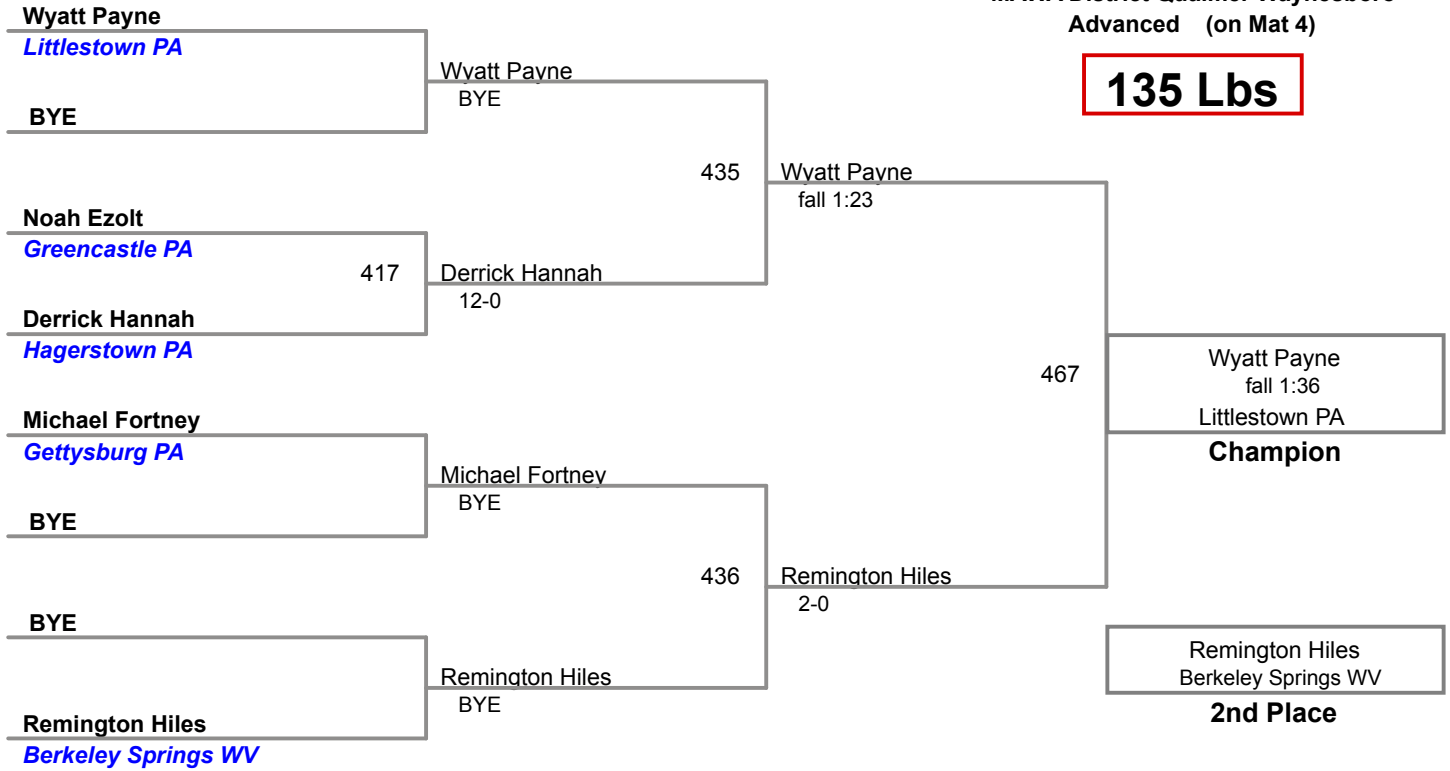 District Qualifier Waynesboro
Advanced (on Mat 4)
135 Lbs
Wyatt Payne
Littlestown PA
BYE
Wyatt Payne
BYE
Noah Ezolt
Greencastle PA
417
Derrick Hannah
12-0
Derrick Hannah
Hagerstown PA
435
Wyatt Payne
fall 1:23
Michael Fortney
Gettysburg PA
BYE
Michael Fortney
BYE
BYE
Remington Hiles
BYE
Remington Hiles
Berkeley Springs WV
436
Remington Hiles
2-0
467
Wyatt Payne
fall 1:36
Littlestown PA
Champion
Remington Hiles
Berkeley Springs WV
2nd Place